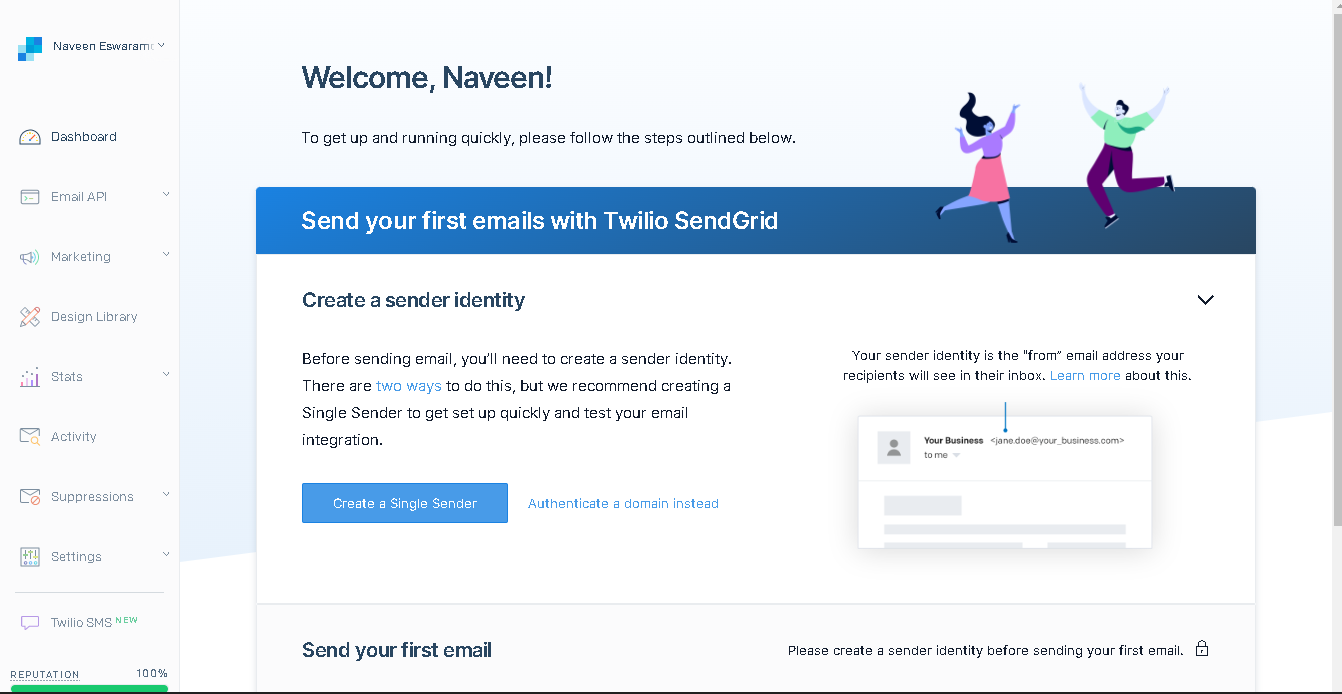 Naveen Eswaramo
Dashboard
Email API
Marketing
Design Library
Stats
Activity
Suppressions
Settings
Twilio SMS NEW
REPUTATION 100%
Welcome, Naveen!
To get up and running quickly, please follow the steps outlined below.
Send your first emails with Twilio SendGrid
Create a sender identity
Before sending email, you’ll need to create a sender identity.
There are two ways to do this, but we recommend creating a
Single Sender to get set up quickly and test your email
integration.
Create a Single Sender
Authenticate a domain instead
Your sender identity is the "from” email address your
recipients will see in their inbox. Learn more about this.
Your Business <jane.doe@your_business.com>
to me
Send your first email
Please create a sender identity before sending your first email.